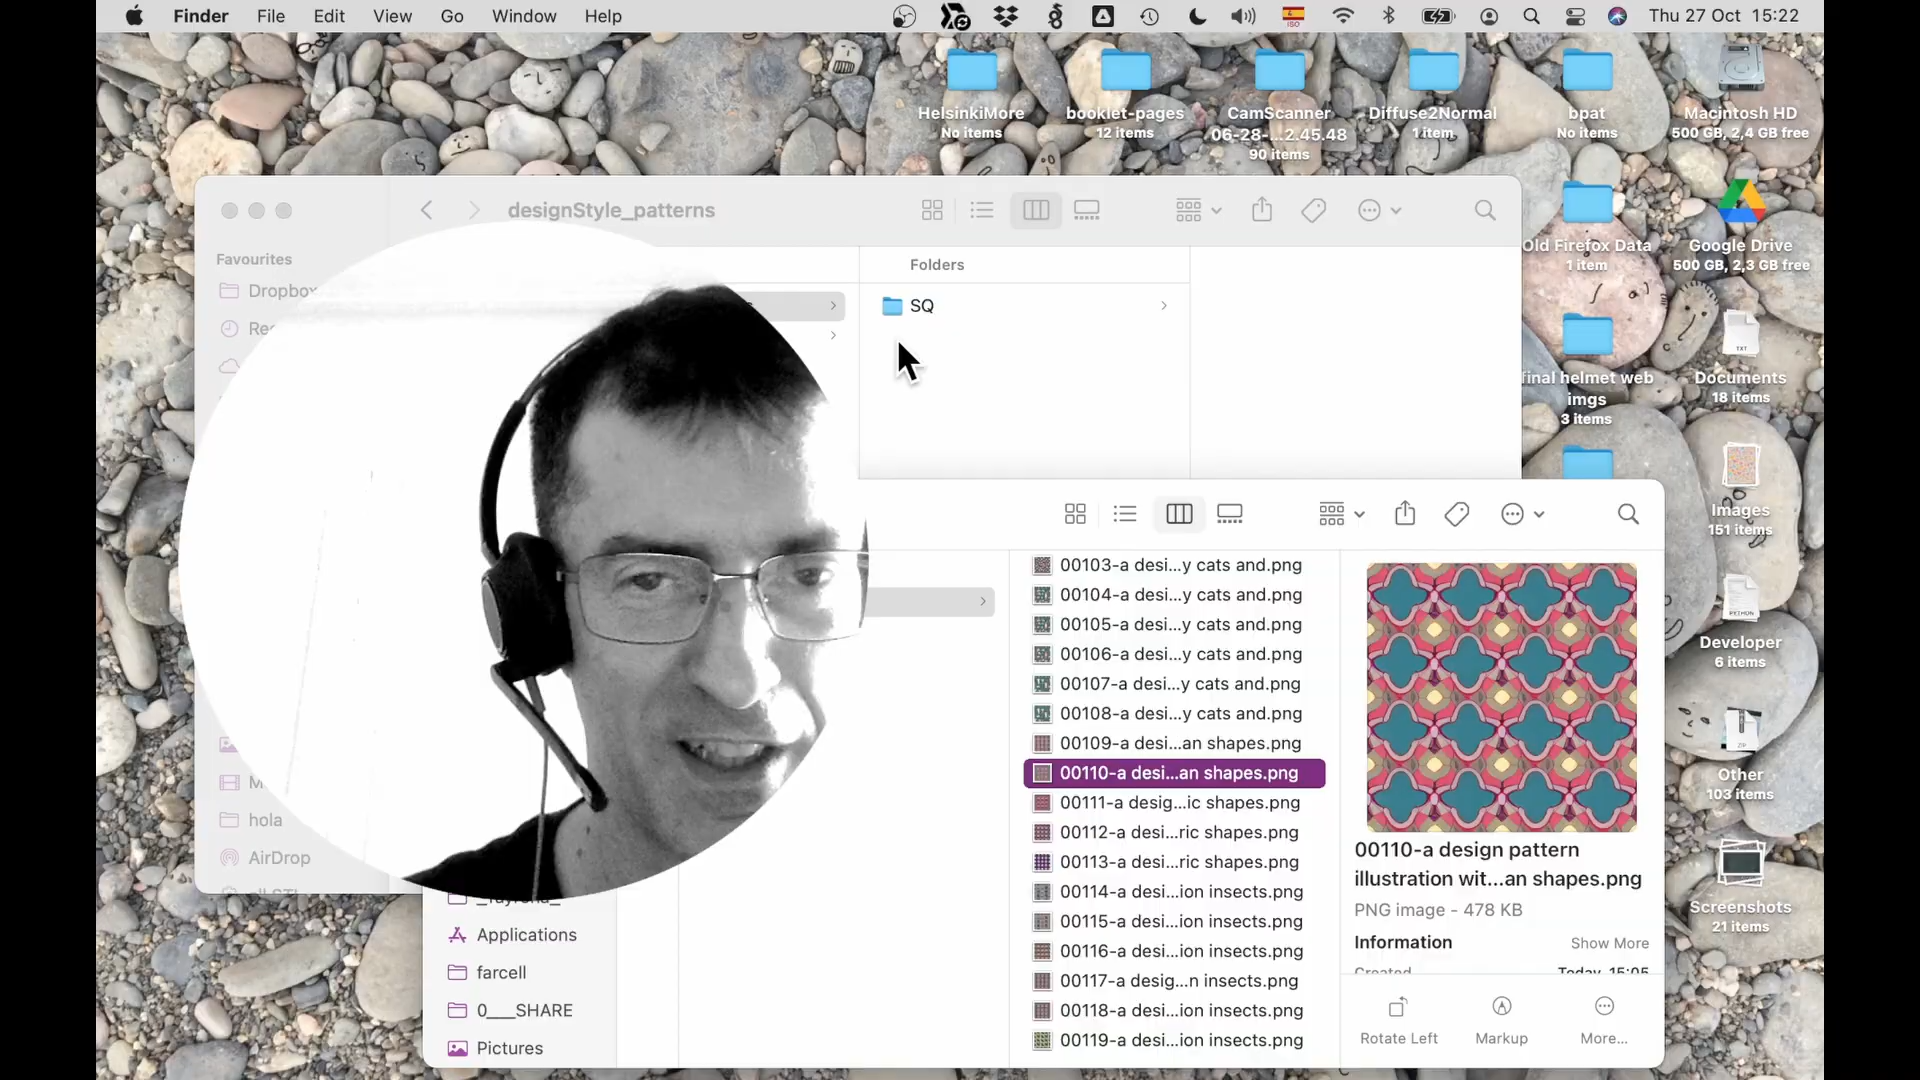 Finder File Edit View Go Window Help
ISO
Thu 27 Oct 15:22
HelsinkiMore
No items
booklet-pages
12 items
CamScanner
06-28-...2.45.48
90 items
Diffuse2Normal
1 item
bpat
No items
Macintosh HD
500 GB, 2,4 GB free
Old Firefox Data
1 item
Google Drive
500 GB, 2,3 GB free
final helmet web
imgs
3 items
TXT
Documents
18 items
Images
151 items
PYTHON
Developer
6 items
ZIP
Other
103 items
Screenshots
21 items
designStyle_patterns
Favourites
Dropbox
Folders
SQ
hola
AirDrop
Applications
farcell
0___SHARE
Pictures
00103-a desi...y cats and.png
00104-a desi...y cats and.png
00105-a desi...y cats and.png
00106-a desi...y cats and.png
00107-a desi...y cats and.png
00108-a desi...y cats and.png
00109-a desi...an shapes.png
00110-a desi...an shapes.png
00111-a desig...ic shapes.png
00112-a desi...ric shapes.png
00113-a desi...ric shapes.png
00114-a desi...ion insects.png
00115-a desi...ion insects.png
00116-a desi...ion insects.png
00117-a desig...n insects.png
00118-a desi...ion insects.png
00119-a desi...ion insects.png
00110-a design pattern
illustration wit...an shapes.png
PNG image - 478 KB
Information Show More
Created Today, 15:05
Rotate Left Markup More...